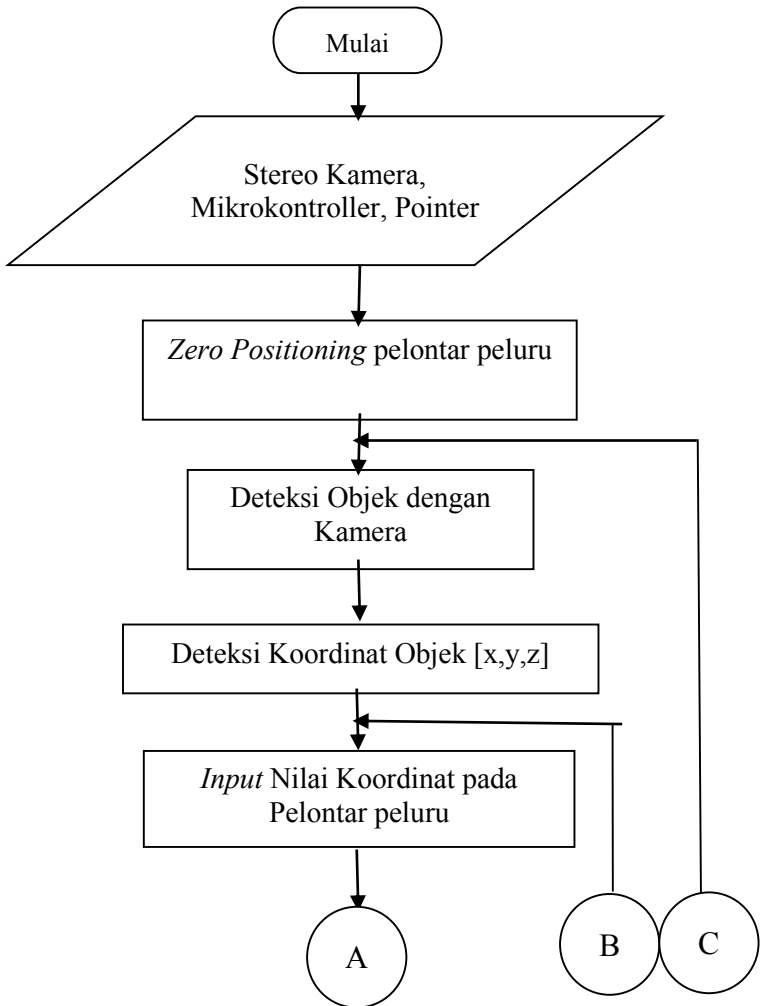 Mulai
Stereo Kamera,
Mikrokontroller, Pointer
Zero Positioning pelontar peluru
Deteksi Objek dengan
Kamera
Deteksi Koordinat Objek [x,y,z]
Input Nilai Koordinat pada
Pelontar peluru
A
B
C